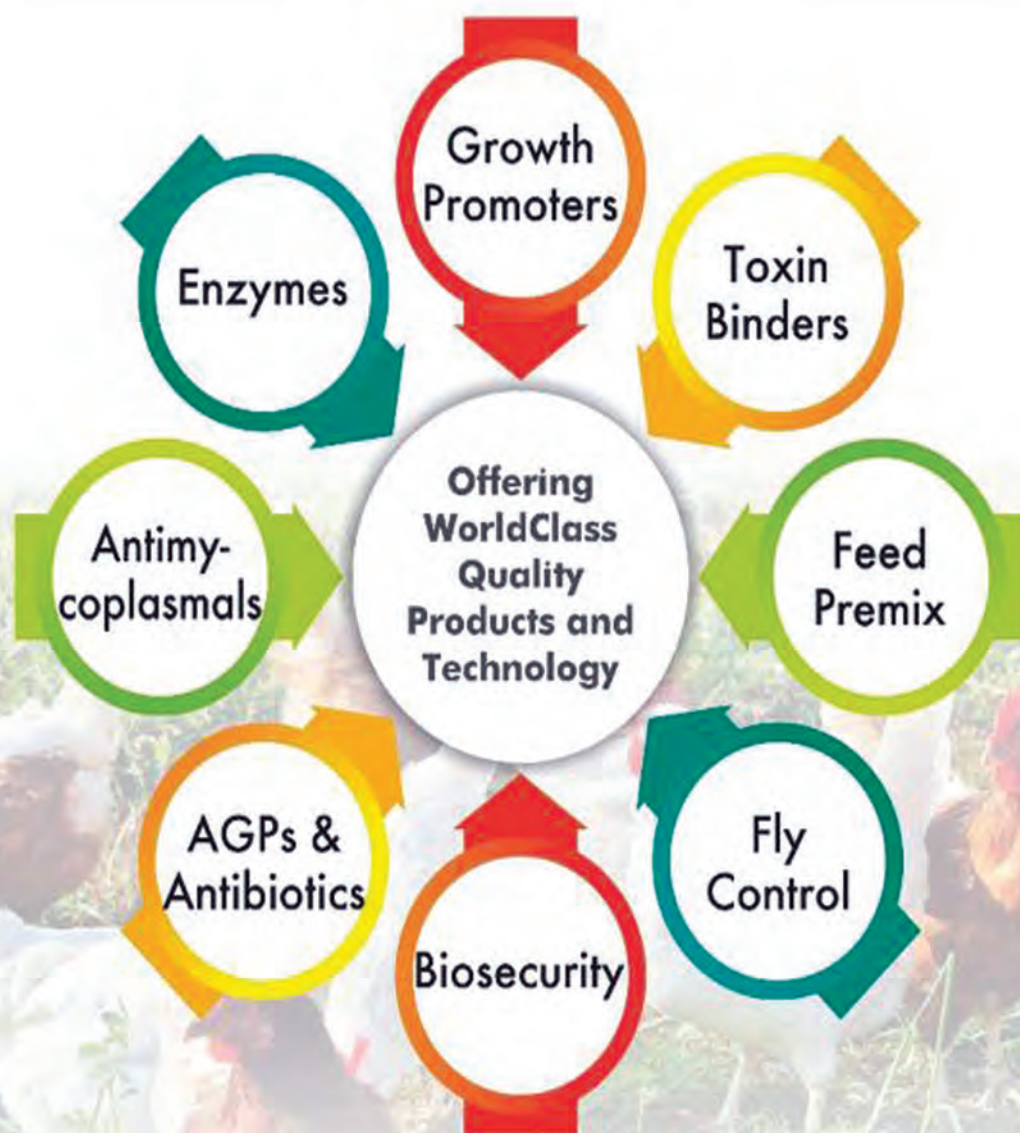 Growth
Promoters
Toxin
Binders
Feed
Premix
Fly
Control
Biosecurity
AGPs &
Antibiotics
Antimy-
coplasmals
Enzymes
Offering
WorldClass
Quality
Products and
Technology